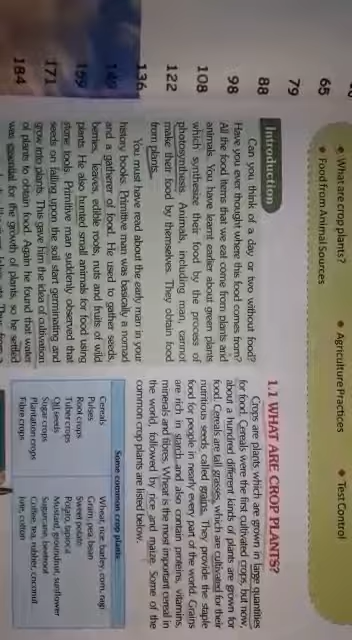 65
79
88
98
108
122
136
149
159
171
184
What are crop plants?
Food from Animal Sources
Agriculture Practices
Test Control
Introduction
Can you think of a day or two without food?
Have you ever thought where this food comes from?
All the food items that we eat come from plants and
animals. You have learnt earlier about green plants
which synthesize their food by the process of
photosynthesis. Animals, including man, cannot
make their food by themselves. They obtain food
from plants.
You must have read about the early man in your
history books. Primitive man was basically a nomad
and a gatherer of food. He used to gather seeds,
berries, leaves, edible roots, nuts and fruits of wild
plants. He also hunted small animals for food using
stone tools. Primitive man suddenly observed that
seeds on falling upon the soil start germinating and
grow into plants. This gave him the idea of cultivation
of plants to obtain food. Again he found that water
was essential for the growth of plants, so he settled
1.1 WHAT ARE CROP PLANTS?
Crops are plants which are grown in large quantities
for food. Cereals were the first cultivated crops, but now,
about a hundred different kinds of plants are grown for
food. Cereals are tall grasses, which are cultivated for their
nutritious seeds called grains. They provide the staple
food for people in nearly every part of the world. Grains
are rich in starch and also contain proteins, vitamins,
minerals and fibres. Wheat is the most important cereal in
the world, followed by rice and maize. Some of the
common crop plants are listed below.
Some common crop plants
Cereals Wheat, rice, barley, corn, ragi
Pulses Gram, pea, bean
Root crops Sweet potato
Tuber crops Potato, tapioca
Oil seeds Mustard, groundnut, sunflower
Sugar crops Sugarcane, beetroot
Plantation crops Coffee, tea, rubber, coconut
Fibre crops Jute, cotton